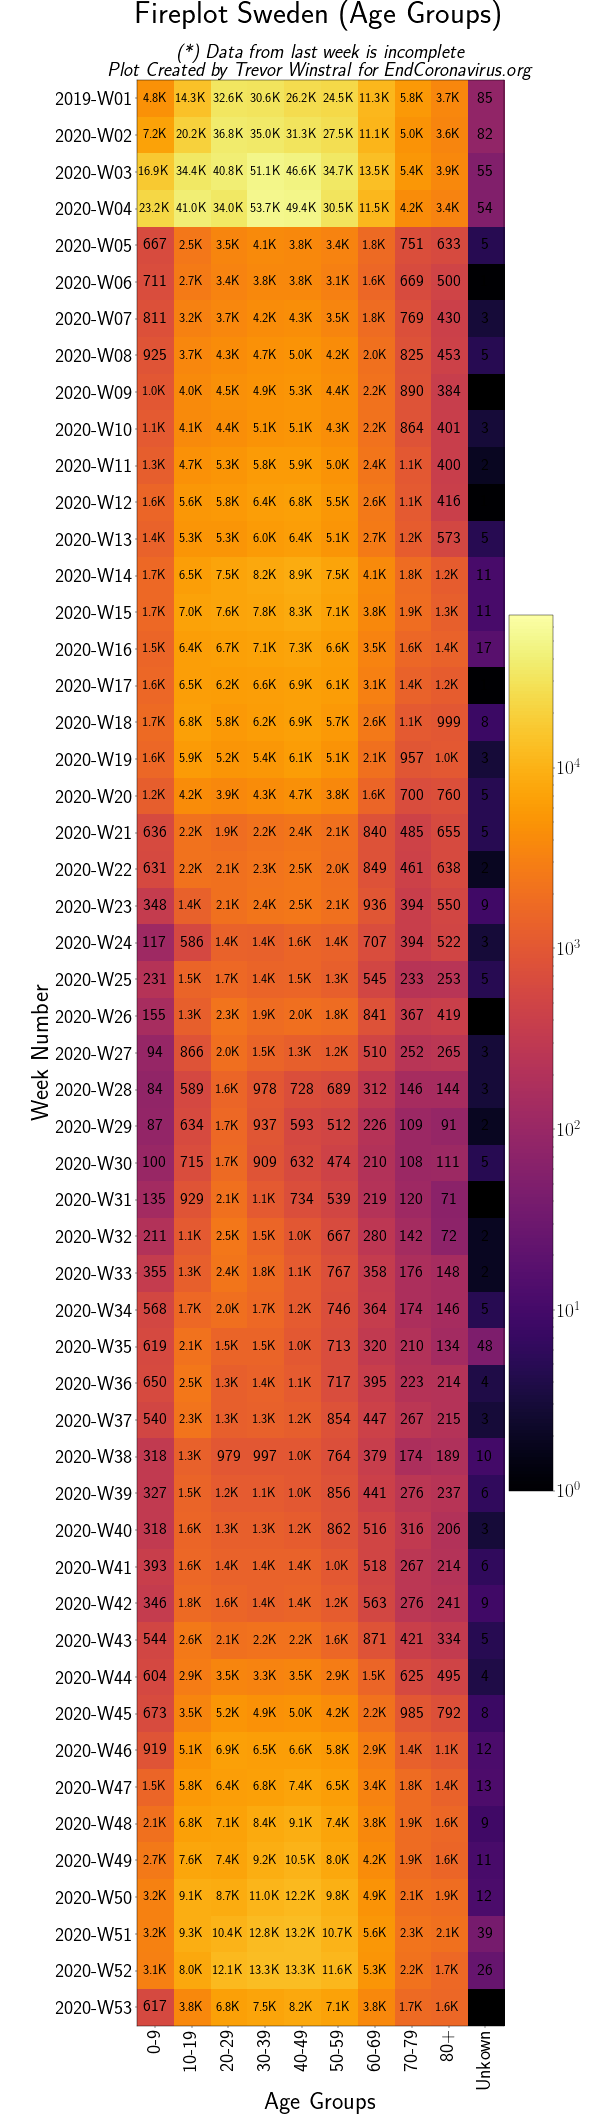 Fireplot Sweden (Age Groups)
(*) Data from last week is incomplete
Plot Created by Trevor Winstral for EndCoronavirus.org
2019-W01 4.8K 14.3K 32.6K 30.6K 26.2K 24.5K 11.3K 5.8K 3.7K 85
2020-W02 7.2K 20.2K 36.8K 35.0K 31.3K 27.5K 11.1K 5.0K 3.6K 82
2020-W03 16.9K 34.4K 40.8K 51.1K 46.6K 34.7K 13.5K 5.4K 3.9K 55
2020-W04 23.2K 41.0K 34.0K 53.7K 49.4K 30.5K 11.5K 4.2K 3.4K 54
2020-W05 667 2.5K 3.5K 4.1K 3.8K 3.4K 1.8K 751 633 5
2020-W06 711 2.7K 3.4K 3.8K 3.8K 3.1K 1.6K 669 500
2020-W07 811 3.2K 3.7K 4.2K 4.3K 3.5K 1.8K 769 430 3
2020-W08 925 3.7K 4.3K 4.7K 5.0K 4.2K 2.0K 825 453 5
2020-W09 1.0K 4.0K 4.5K 4.9K 5.3K 4.4K 2.2K 890 384
2020-W10 1.1K 4.1K 4.4K 5.1K 5.1K 4.3K 2.2K 864 401 3
2020-W11 1.3K 4.7K 5.3K 5.8K 5.9K 5.0K 2.4K 1.1K 400 2
2020-W12 1.6K 5.6K 5.8K 6.4K 6.8K 5.5K 2.6K 1.1K 416
2020-W13 1.4K 5.3K 5.3K 6.0K 6.4K 5.1K 2.7K 1.2K 573 5
2020-W14 1.7K 6.5K 7.5K 8.2K 8.9K 7.5K 4.1K 1.8K 1.2K 11
2020-W15 1.7K 7.0K 7.6K 7.8K 8.3K 7.1K 3.8K 1.9K 1.3K 11
2020-W16 1.5K 6.4K 6.7K 7.1K 7.3K 6.6K 3.5K 1.6K 1.4K 17
2020-W17 1.6K 6.5K 6.2K 6.6K 6.9K 6.1K 3.1K 1.4K 1.2K
2020-W18 1.7K 6.8K 5.8K 6.2K 6.9K 5.7K 2.6K 1.1K 999 8
2020-W19 1.6K 5.9K 5.2K 5.4K 6.1K 5.1K 2.1K 957 1.0K 3
2020-W20 1.2K 4.2K 3.9K 4.3K 4.7K 3.8K 1.6K 700 760 5
2020-W21 636 2.2K 1.9K 2.2K 2.4K 2.1K 840 485 655 5
2020-W22 631 2.2K 2.1K 2.3K 2.5K 2.0K 849 461 638 2
2020-W23 348 1.4K 2.1K 2.4K 2.5K 2.1K 936 394 550 9
2020-W24 117 586 1.4K 1.4K 1.6K 1.4K 707 394 522 3
2020-W25 231 1.5K 1.7K 1.4K 1.5K 1.3K 545 233 253 5
2020-W26 155 1.3K 2.3K 1.9K 2.0K 1.8K 841 367 419
2020-W27 94 866 2.0K 1.5K 1.3K 1.2K 510 252 265 3
2020-W28 84 589 1.6K 978 728 689 312 146 144 3
2020-W29 87 634 1.7K 937 593 512 226 109 91 2
2020-W30 100 715 1.7K 909 632 474 210 108 111 5
2020-W31 135 929 2.1K 1.1K 734 539 219 120 71
2020-W32 211 1.1K 2.5K 1.5K 1.0K 667 280 142 72 2
2020-W33 355 1.3K 2.4K 1.8K 1.1K 767 358 176 148 2
2020-W34 568 1.7K 2.0K 1.7K 1.2K 746 364 174 146 5
2020-W35 619 2.1K 1.5K 1.5K 1.0K 713 320 210 134 48
2020-W36 650 2.5K 1.3K 1.4K 1.1K 717 395 223 214 4
2020-W37 540 2.3K 1.3K 1.3K 1.2K 854 447 267 215 3
2020-W38 318 1.3K 979 997 1.0K 764 379 174 189 10
2020-W39 327 1.5K 1.2K 1.1K 1.0K 856 441 276 237 6
2020-W40 318 1.6K 1.3K 1.3K 1.2K 862 516 316 206 3
2020-W41 393 1.6K 1.4K 1.4K 1.4K 1.0K 518 267 214 6
2020-W42 346 1.8K 1.6K 1.4K 1.4K 1.2K 563 276 241 9
2020-W43 544 2.6K 2.1K 2.2K 2.2K 1.6K 871 421 334 5
2020-W44 604 2.9K 3.5K 3.3K 3.5K 2.9K 1.5K 625 495 4
2020-W45 673 3.5K 5.2K 4.9K 5.0K 4.2K 2.2K 985 792 8
2020-W46 919 5.1K 6.9K 6.5K 6.6K 5.8K 2.9K 1.4K 1.1K 12
2020-W47 1.5K 5.8K 6.4K 6.8K 7.4K 6.5K 3.4K 1.8K 1.4K 13
2020-W48 2.1K 6.8K 7.1K 8.4K 9.1K 7.4K 3.8K 1.9K 1.6K 9
2020-W49 2.7K 7.6K 7.4K 9.2K 10.5K 8.0K 4.2K 1.9K 1.6K 11
2020-W50 3.2K 9.1K 8.7K 11.0K 12.2K 9.8K 4.9K 2.1K 1.9K 12
2020-W51 3.2K 9.3K 10.4K 12.8K 13.2K 10.7K 5.6K 2.3K 2.1K 39
2020-W52 3.1K 8.0K 12.1K 13.3K 13.3K 11.6K 5.3K 2.2K 1.7K 26
2020-W53 617 3.8K 6.8K 7.5K 8.2K 7.1K 3.8K 1.7K 1.6K
0-9 10-19 20-29 30-39 40-49 50-59 60-69 70-79 80+ Unkown
Age Groups
Week Number
10⁴
10³
10²
10¹
10⁰